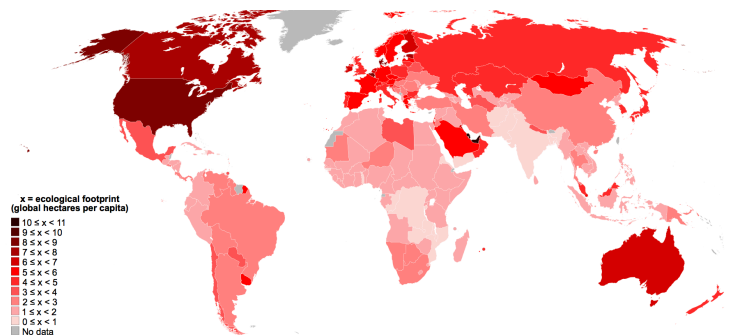 x = ecological footprint
(global hectares per capita)
10 ≤ x < 11
9 ≤ x < 10
8 ≤ x < 9
7 ≤ x < 8
6 ≤ x < 7
5 ≤ x < 6
4 ≤ x < 5
3 ≤ x < 4
2 ≤ x < 3
1 ≤ x < 2
0 ≤ x < 1
No data